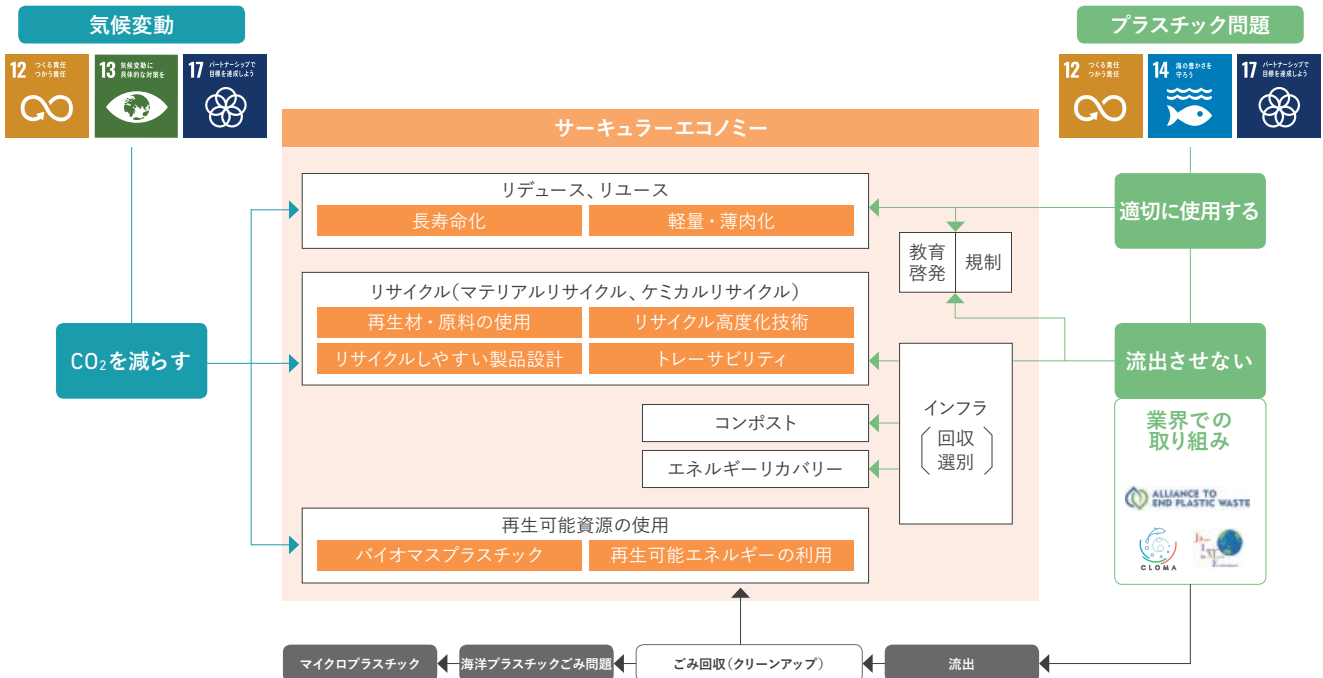 気候変動
12 つくる責任
つかう責任
13 気候変動に
具体的な対策を
17 パートナーシップで
目標を達成しよう
プラスチック問題
12 つくる責任
つかう責任
14 海の豊かさを
守ろう
17 パートナーシップで
目標を達成しよう
サーキュラーエコノミー
リデュース、リユース
長寿命化
軽量・薄肉化
適切に使用する
教育
啓発
規制
リサイクル(マテリアルリサイクル、ケミカルリサイクル)
再生材・原料の使用
リサイクル高度化技術
リサイクルしやすい製品設計
トレーサビリティ
CO₂を減らす
流出させない
インフラ
回収
選別
コンポスト
エネルギーリカバリー
業界での
取り組み
ALLIANCE TO
END PLASTIC WASTE
CLOMA
再生可能資源の使用
バイオマスプラスチック
再生可能エネルギーの利用
マイクロプラスチック
海洋プラスチックごみ問題
ごみ回収(クリーンアップ)
流出